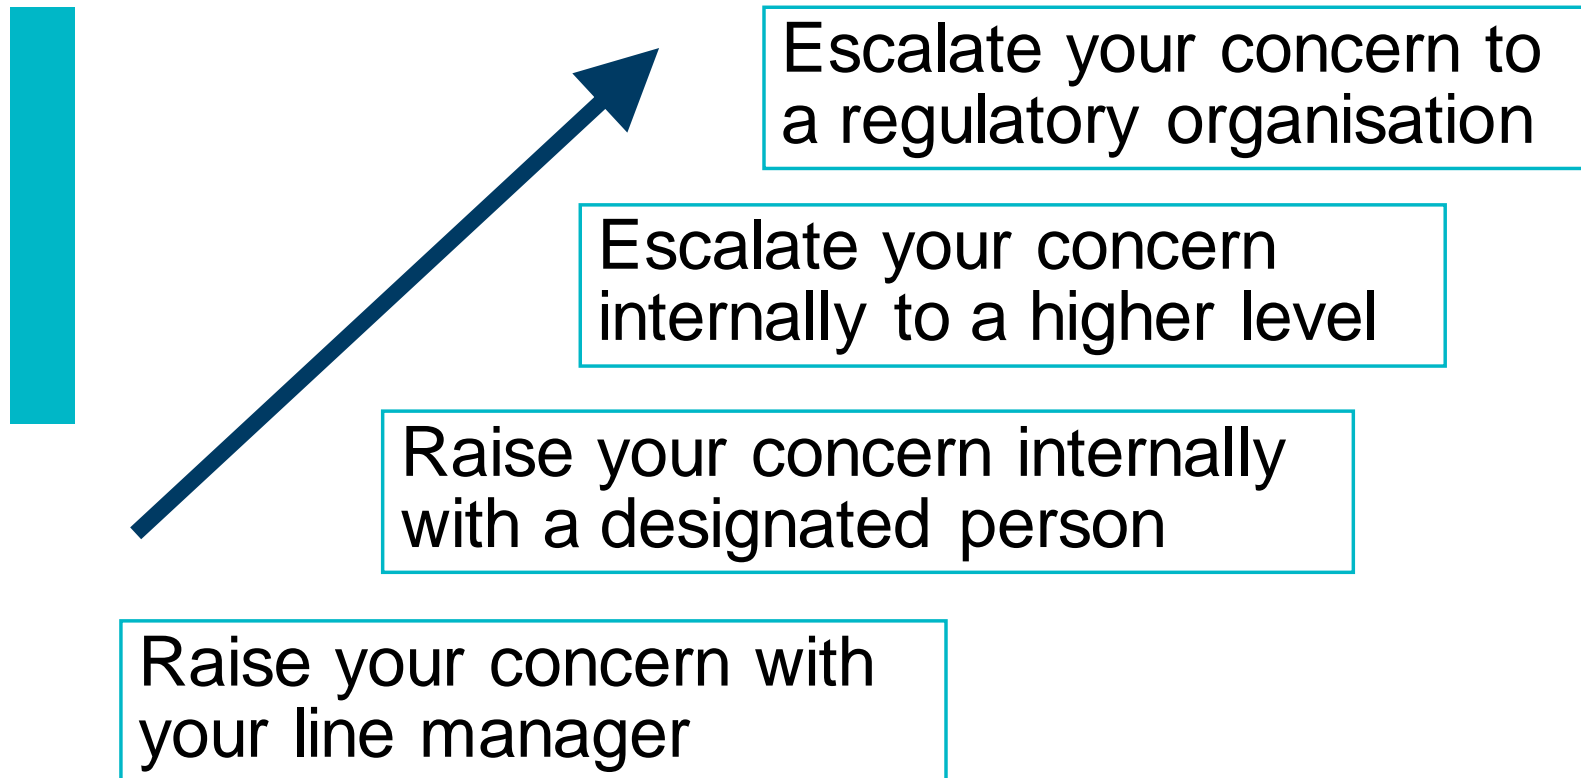 Escalate your concern to
a regulatory organisation
Escalate your concern
internally to a higher level
Raise your concern internally
with a designated person
Raise your concern with
your line manager